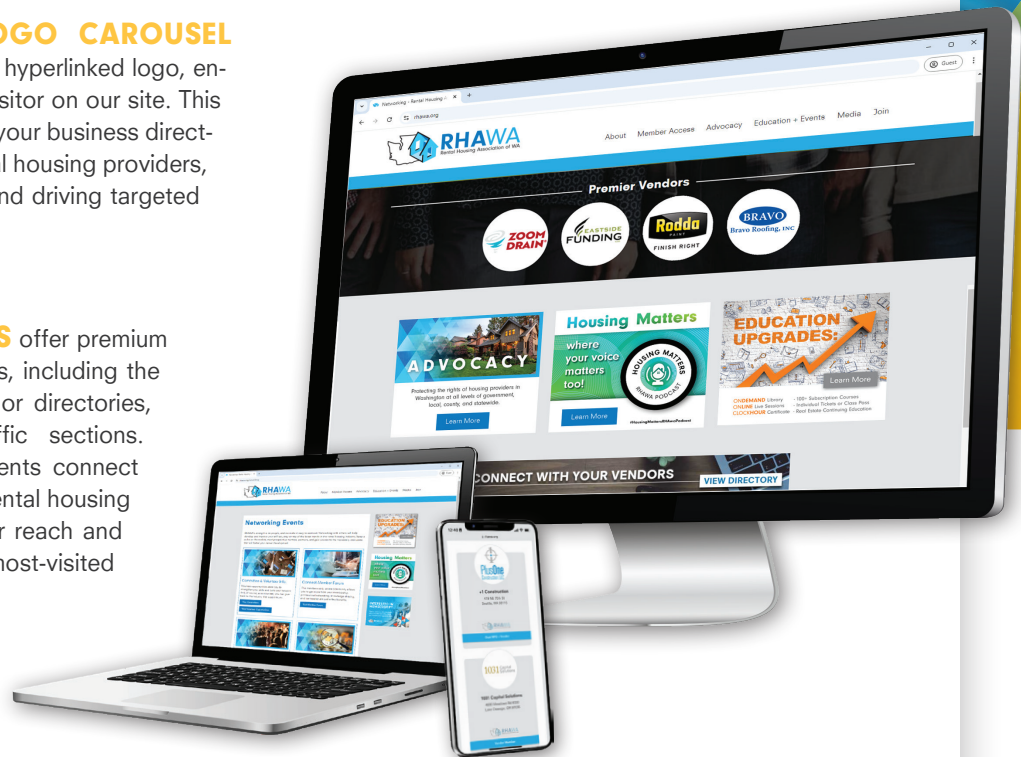 OGO CAROUSEL
hyperlinked logo, en-
sitor on our site. This
your business direct-
l housing providers,
nd driving targeted
S offer premium
s, including the
or directories,
ffic sections.
ents connect
ental housing
r reach and
nost-visited
Networking - Rental Housing
Guest
rhawa.org
RHAWA
Rental Housing Association of WA
About Member Access Advocacy Education + Events Media Join
Premier Vendors
ZOOM
DRAIN
EASTSIDE
FUNDING
Rodda
PAINT
FINISH RIGHT
BRAVO
Bravo Roofing, INC
ADVOCACY
Protecting the rights of housing providers in
Washington at all levels of government,
local, county, and statewide.
Learn More
Housing Matters
where
your voice
matters
too!
HOUSING MATTERS
RHAWA PODCAST
Learn More
#HousingMattersRHAwaPodcast
EDUCATION
UPGRADES:
Learn More
ONDEMAND Library - 100+ Subscription Courses
ONLINE Live Sessions - Individual Tickets or Class Pass
CLOCKHOUR Certificate - Real Estate Continuing Education
CONNECT WITH YOUR VENDORS
VIEW DIRECTORY
RHAWA
Networking Events
EDUCATION
UPGRADES:
Housing Matters
PlusOne
+1 Construction
RHAWA
1031 Capital Solutions
RHAWA